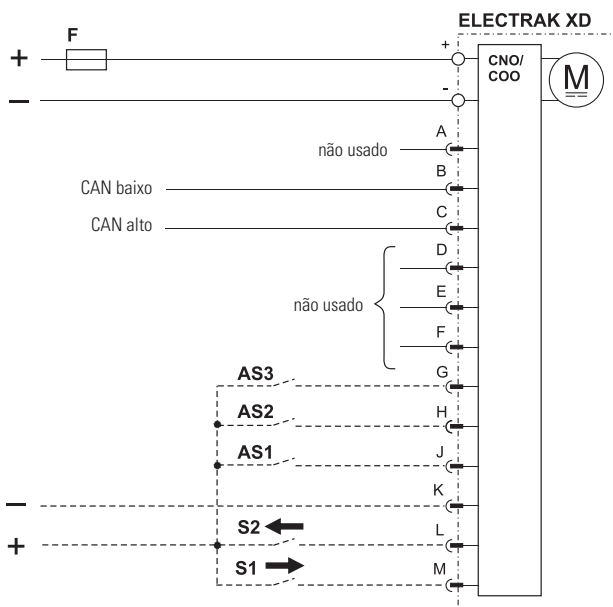 ELECTRAK XD
F
+
+
CNO/
COO
M
-
–
A
não usado
B
CAN baixo
C
CAN alto
D
E
não usado
F
AS3
G
AS2
H
AS1
J
K
–
S2
L
+
S1
M